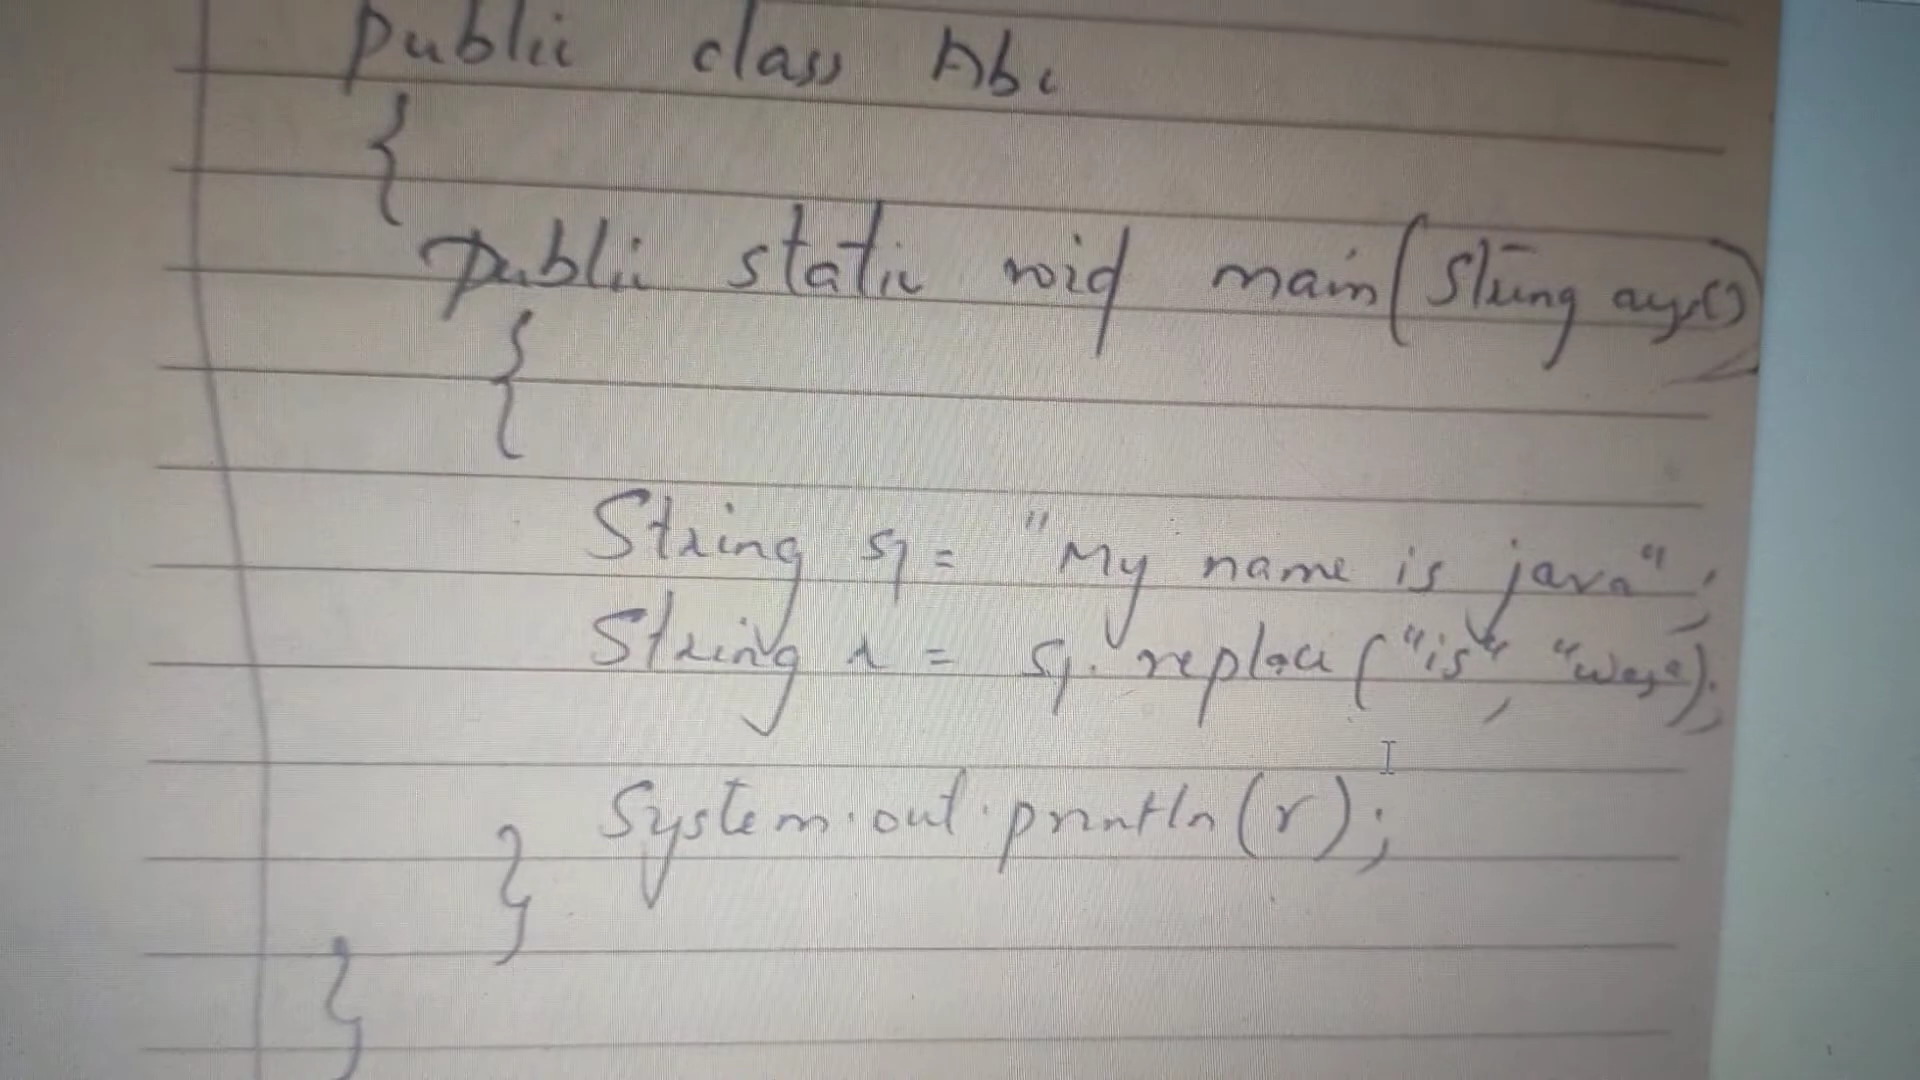 public class Abc
{
public static void main(String args[])
{
String s1 = "My name is java";
String r = s1.replace("is", "was");
System.out.println(r);
}
}